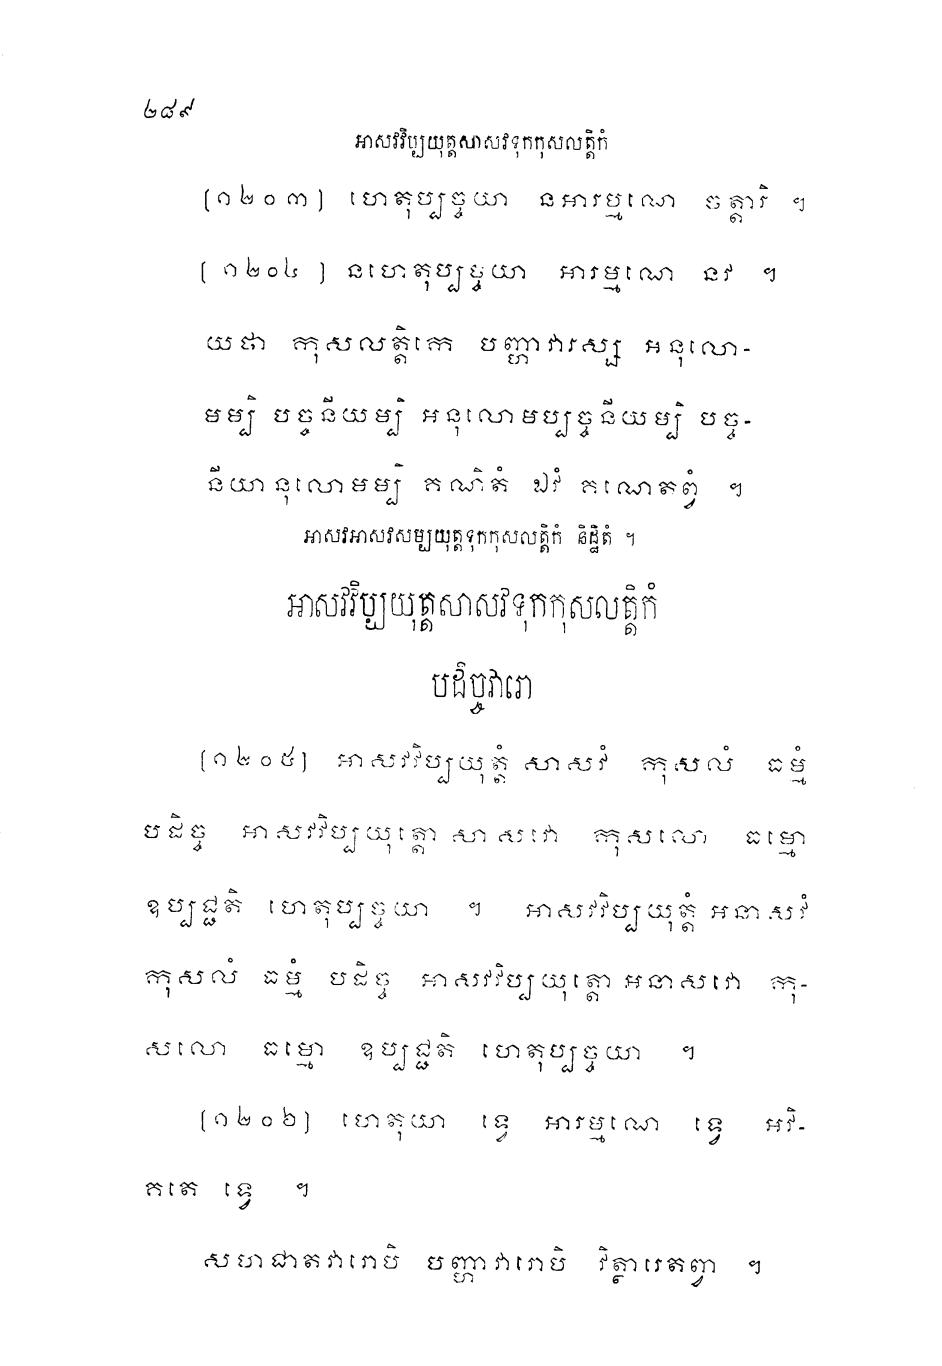 ២៨៩
អាសវវិប្បយុត្តសាសវទុកកុសលត្តិកំ
[១២០៣] ហេតុប្បច្ចយា នអារម្មណេ ចត្តារិ ។
[១២០៤] នហេតុប្បច្ចយា អារម្មណេ នវ ។
យថា កុសលត្តិកេ បញ្ហាវារស្ស អនុលោ-
មម្បិ បច្ចនីយម្បិ អនុលោមប្បច្ចនីយម្បិ បច្ច-
នីយានុលោមម្បិ គណិតំ ឯវំ គណេតព្វំ ។
អាសវអាសវសម្បយុត្តទុកកុសលត្តិកំ និដ្ឋិតំ ។
អាសវវិប្បយុត្តសាសវទុកកុសលត្តិកំ
បដិច្ចវារោ
[១២០៥] អាសវវិប្បយុត្តំ សាសវំ កុសលំ ធម្មំ
បដិច្ច អាសវវិប្បយុត្តោ សាសវោ កុសលោ ធម្មោ
ឧប្បជ្ជតិ ហេតុប្បច្ចយា ។ អាសវវិប្បយុត្តំ អនាសវំ
កុសលំ ធម្មំ បដិច្ច អាសវវិប្បយុត្តោ អនាសវោ កុ-
សលោ ធម្មោ ឧប្បជ្ជតិ ហេតុប្បច្ចយា ។
[១២០៦] ហេតុយា ទ្វេ អារម្មណេ ទ្វេ អវិ-
គតេ ទ្វេ ។
សហជាតវារោបិ បញ្ហាវារោបិ វិត្ថារេតព្វា ។